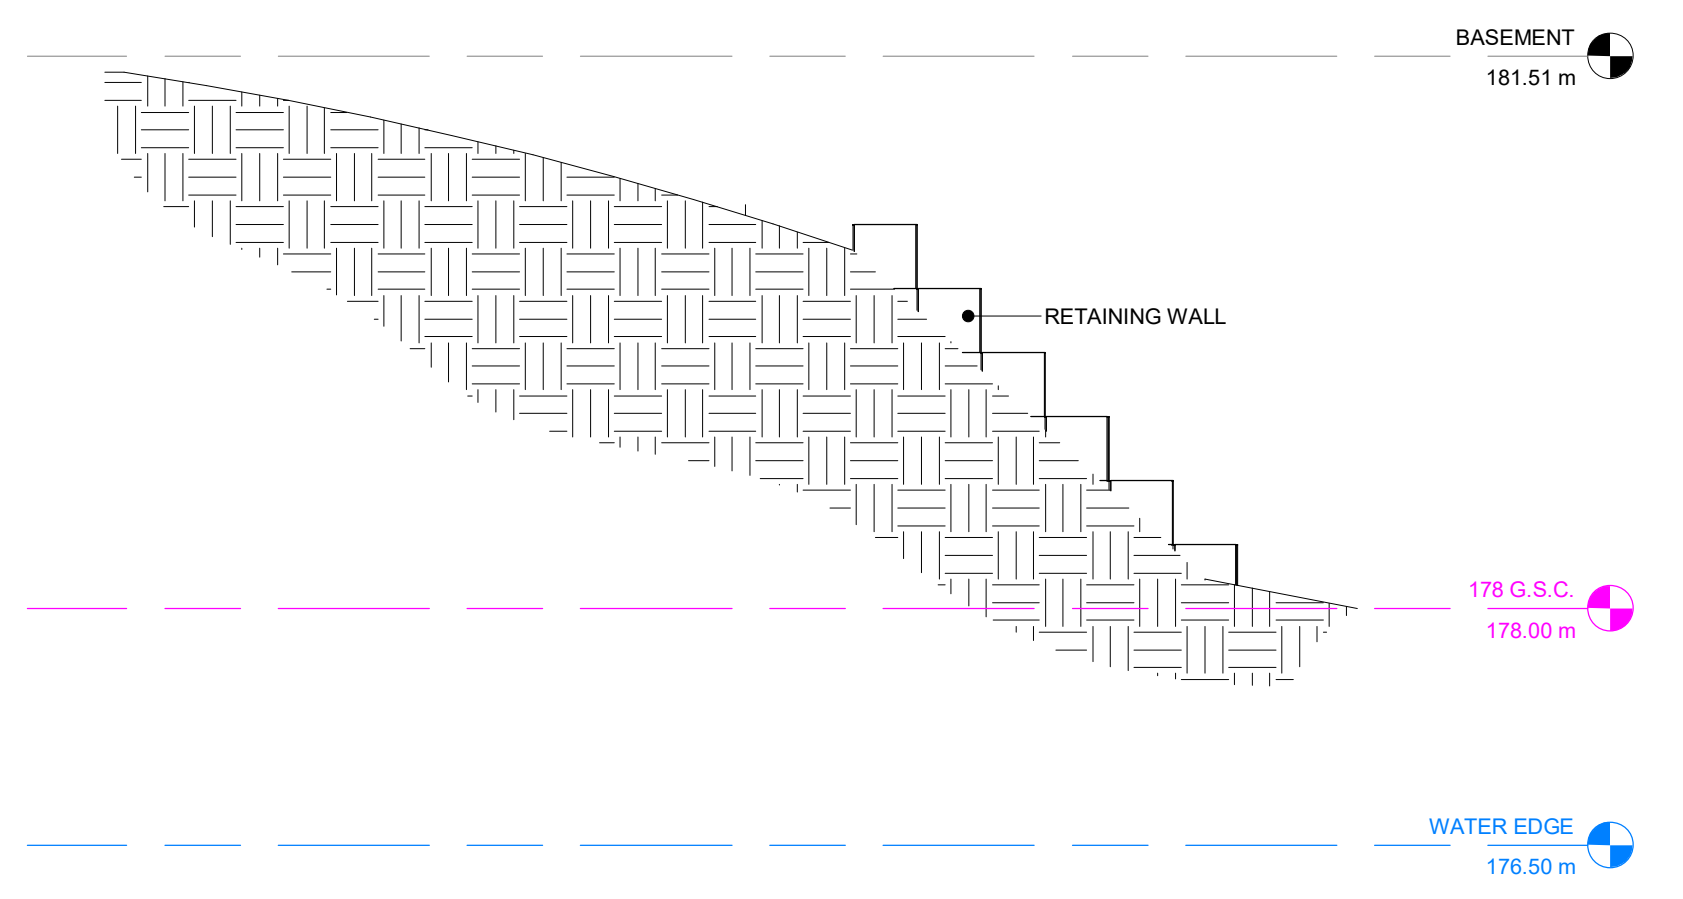 BASEMENT
181.51 m
RETAINING WALL
178 G.S.C.
178.00 m
WATER EDGE
176.50 m